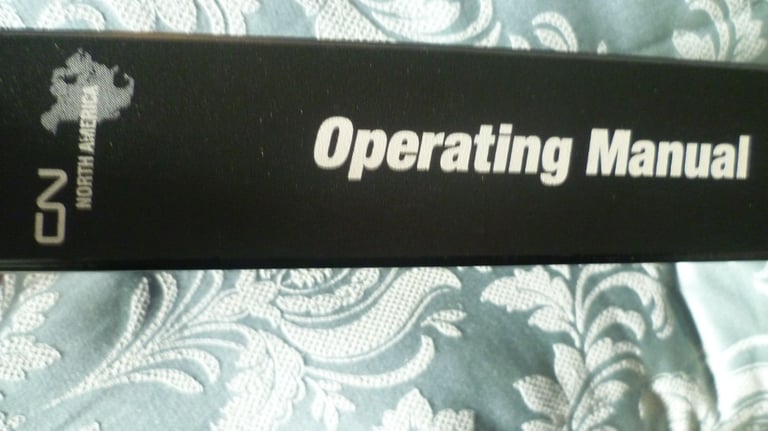 CN
NORTH AMERICA
Operating Manual